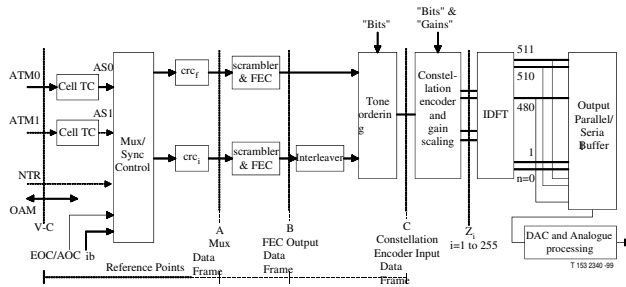 "Bits"
"Bits" &
"Gains"
ATM0
Cell TC
AS0
ATM1
Cell TC
AS1
NTR
OAM
V-C
EOC/AOC
ib
Mux/
Sync
Control
crcf
scrambler
& FEC
crci
scrambler
& FEC
Interleaver
Tone
orderin
g
Constel-
lation
encoder
and
gain
scaling
IDFT
511
510
480
1
n=0
Output
Parallel/
Seria
l
Buffer
A
Mux
Data
Frame
B
FEC Output
Data
Frame
C
Constellation
Encoder Input
Data
Frame
Zi
i=1 to 255
DAC and Analogue
processing
Reference Points
T 153 2340 -99